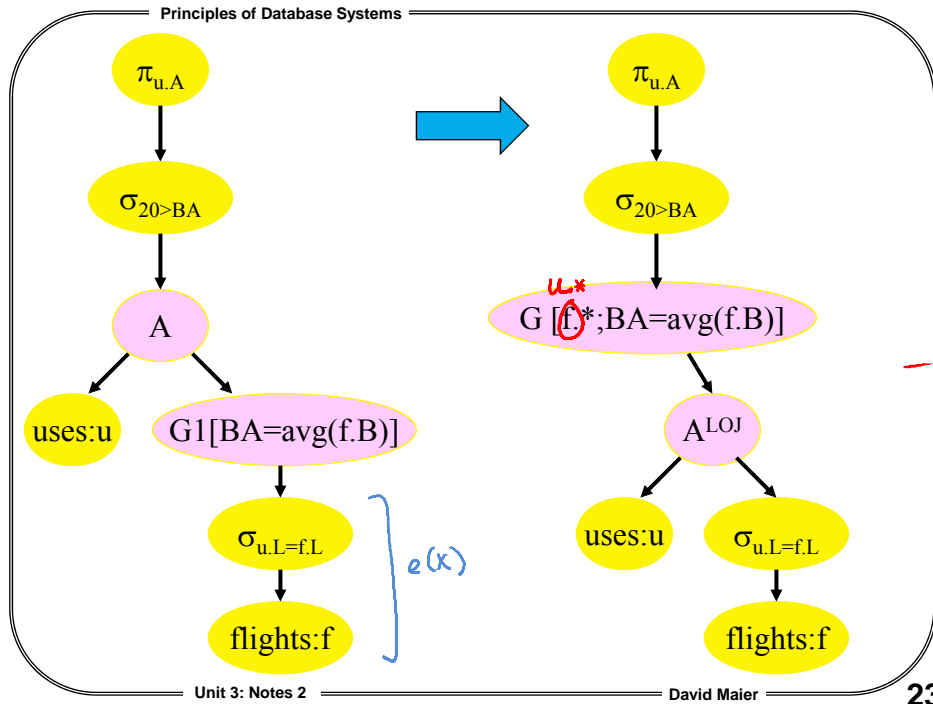 Principles of Database Systems
π u.A
σ 20>BA
A
uses:u
G1[BA=avg(f.B)]
σ u.L=f.L
flights:f
e(x)
π u.A
σ 20>BA
u.*
G [f.*;BA=avg(f.B)]
A LOJ
uses:u
σ u.L=f.L
flights:f
Unit 3: Notes 2
David Maier
23